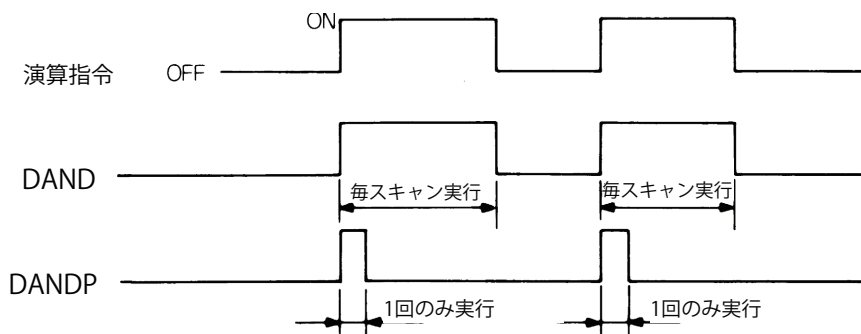 ON
演算指令 OFF
DAND
毎スキャン実行 毎スキャン実行
DANDP
1回のみ実行 1回のみ実行